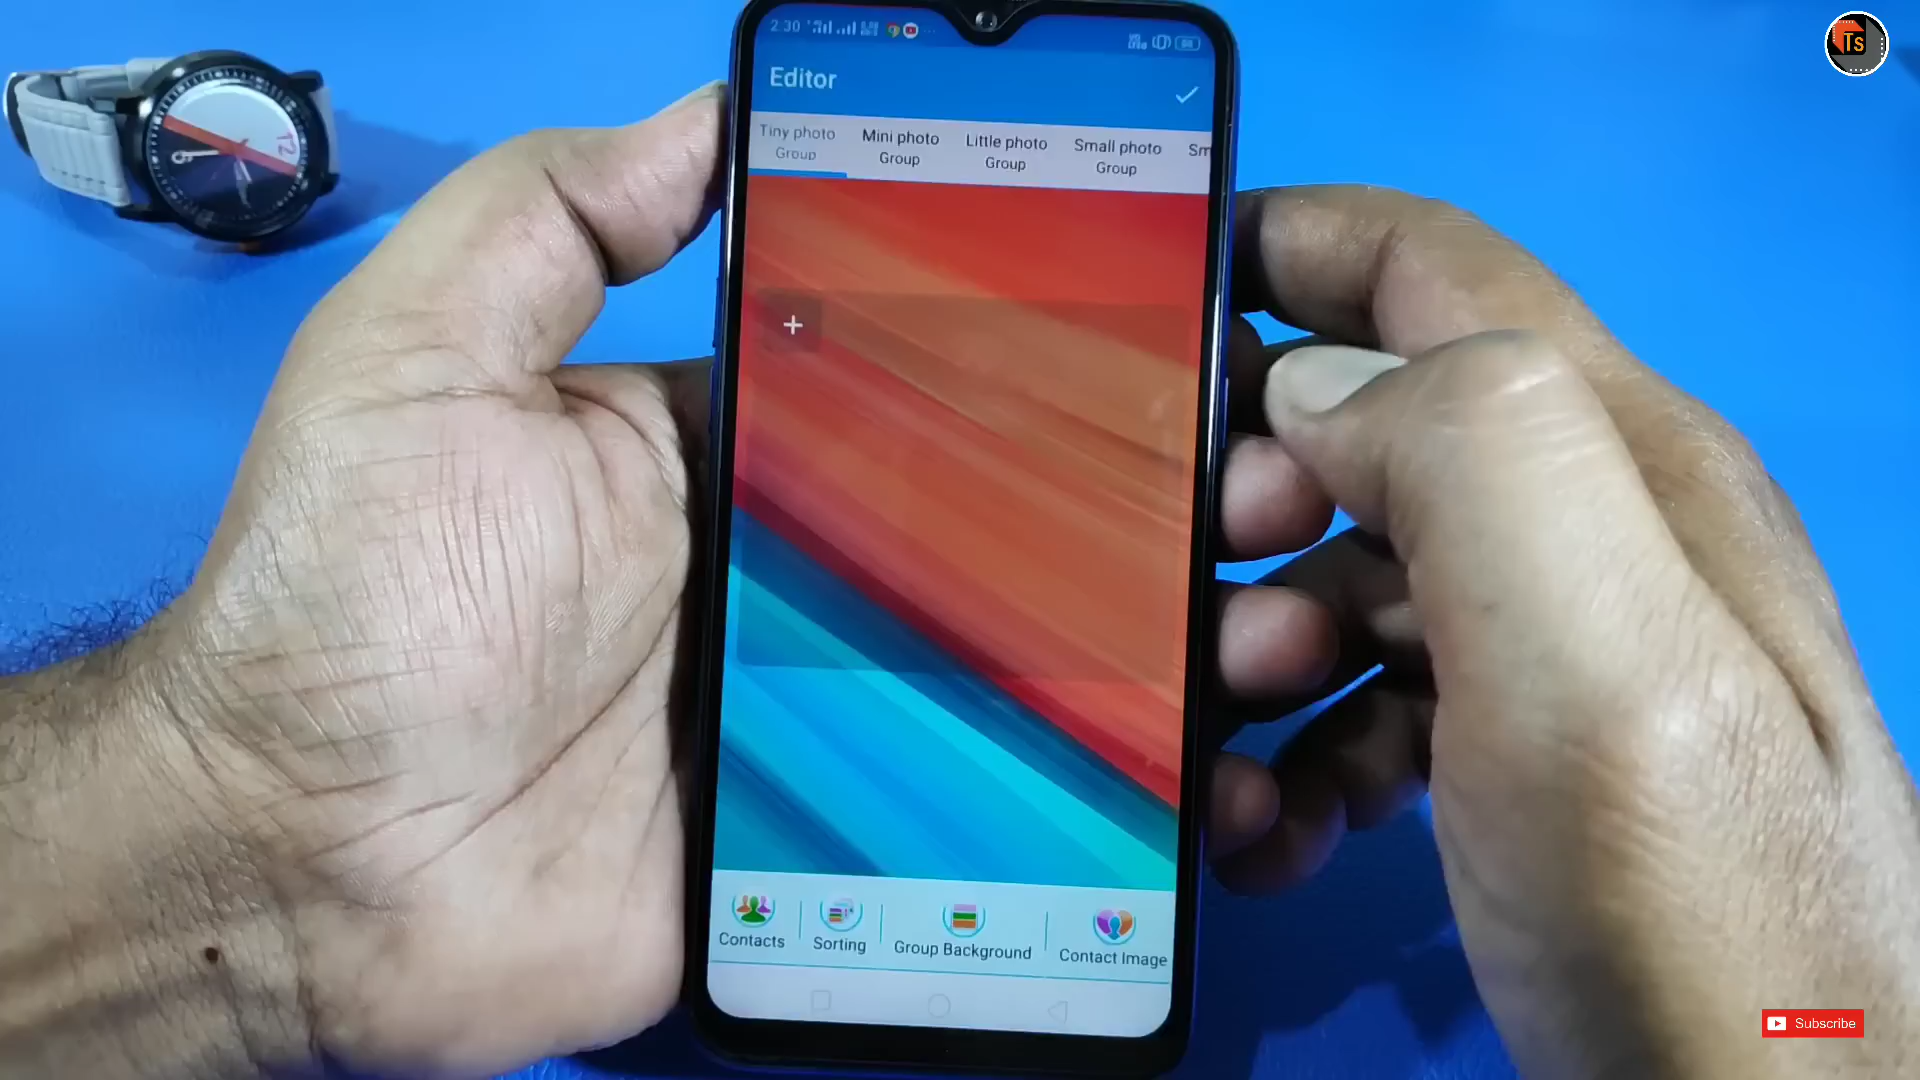 2:30
Editor
Tiny photo
Group
Mini photo
Group
Little photo
Group
Small photo
Group
Sm
Contacts
Sorting
Group Background
Contact Image
12
6
Ts
Subscribe